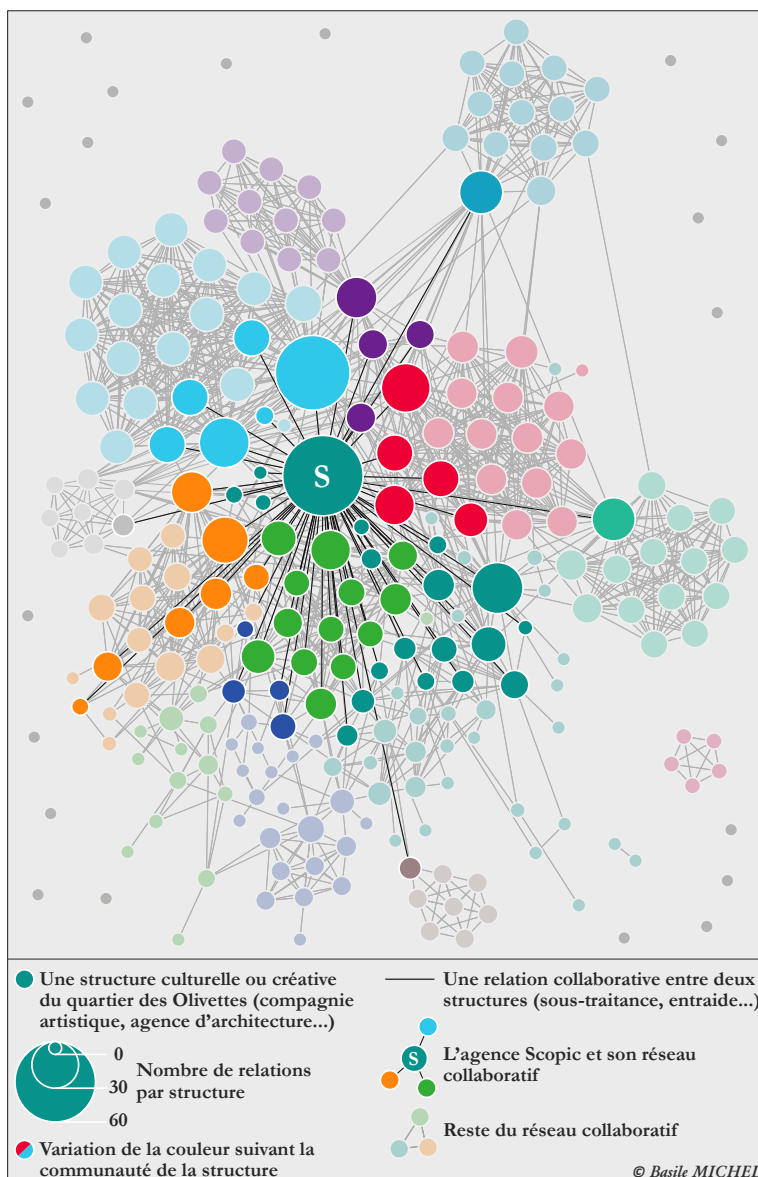 S
Une structure culturelle ou créative
du quartier des Olivettes (compagnie
artistique, agence d'architecture...)
0
30
60
Nombre de relations
par structure
Variation de la couleur suivant la
communauté de la structure
Une relation collaborative entre deux
structures (sous-traitance, entraide...)
S
L'agence Scopic et son réseau
collaboratif
Reste du réseau collaboratif
© Basile MICHEL